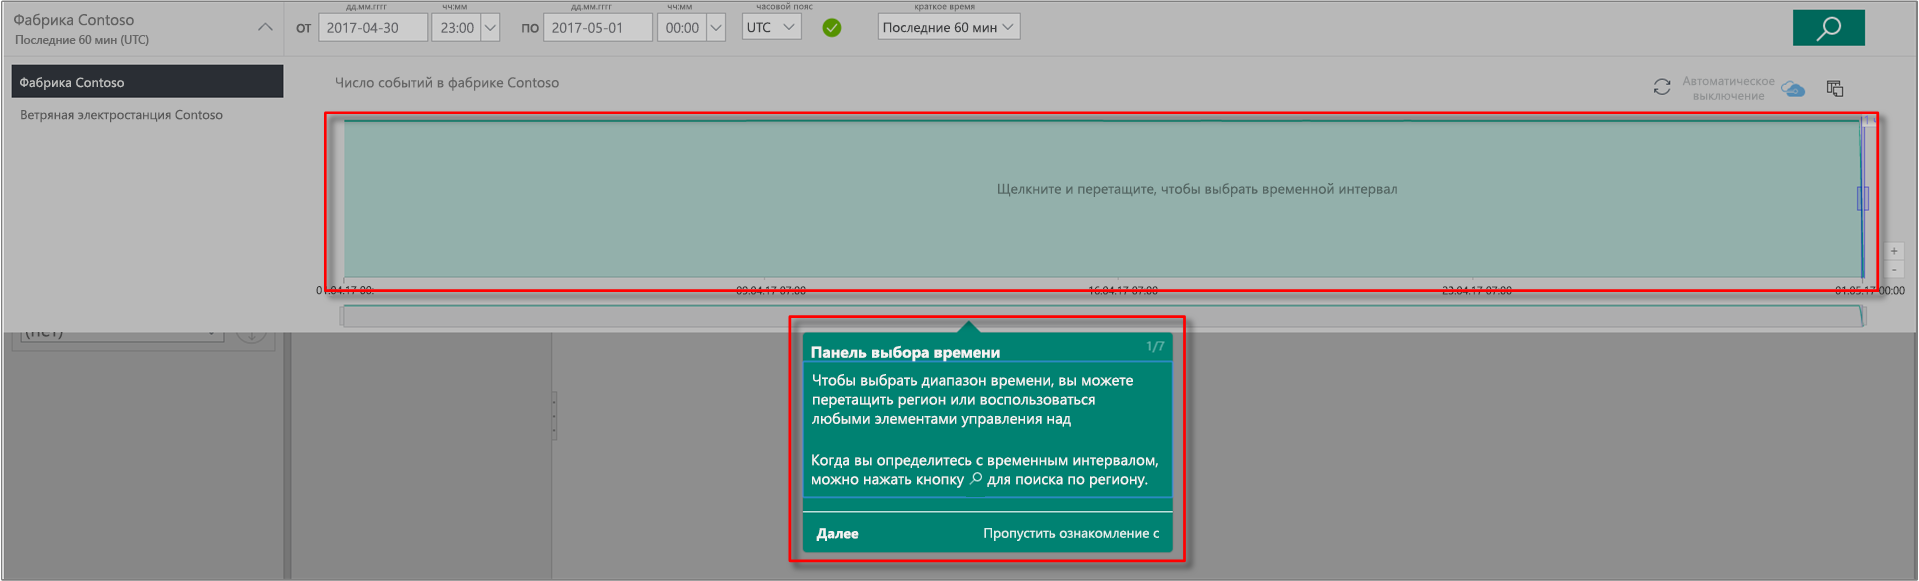 Фабрика Contoso
Последние 60 мин (UTC)
дд.мм.гггг
чч:мм
дд.мм.гггг
чч:мм
часовой пояс
краткое время
от 2017-04-30 23:00 по 2017-05-01 00:00 UTC Последние 60 мин
Фабрика Contoso
Ветряная электростанция Contoso
Число событий в фабрике Contoso
Автоматическое
выключение
Щелкните и перетащите, чтобы выбрать временной интервал
+
-
01.04.17 00:
09.04.17 07:00
16.04.17 07:00
23.04.17 07:00
01.05.17 00:00
(нет)
Панель выбора времени
1/7
Чтобы выбрать диапазон времени, вы можете
перетащить регион или воспользоваться
любыми элементами управления над
Когда вы определитесь с временным интервалом,
можно нажать кнопку для поиска по региону.
Далее
Пропустить ознакомление с